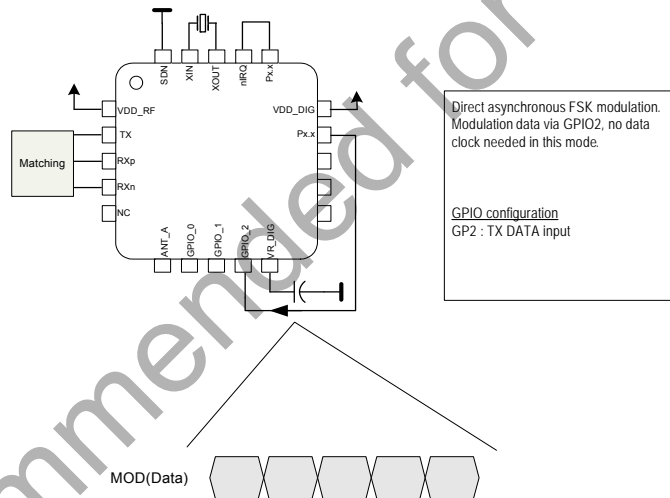 SDN
XIN
XOUT
nIRQ
Px.x
VDD_RF
TX
RXp
RXn
NC
VDD_DIG
Px.x
Matching
ANT_A
GPIO_0
GPIO_1
GPIO_2
VR_DIG
Direct asynchronous FSK modulation.
Modulation data via GPIO2, no data
clock needed in this mode.
GPIO configuration
GP2 : TX DATA input
MOD(Data)
mmended for